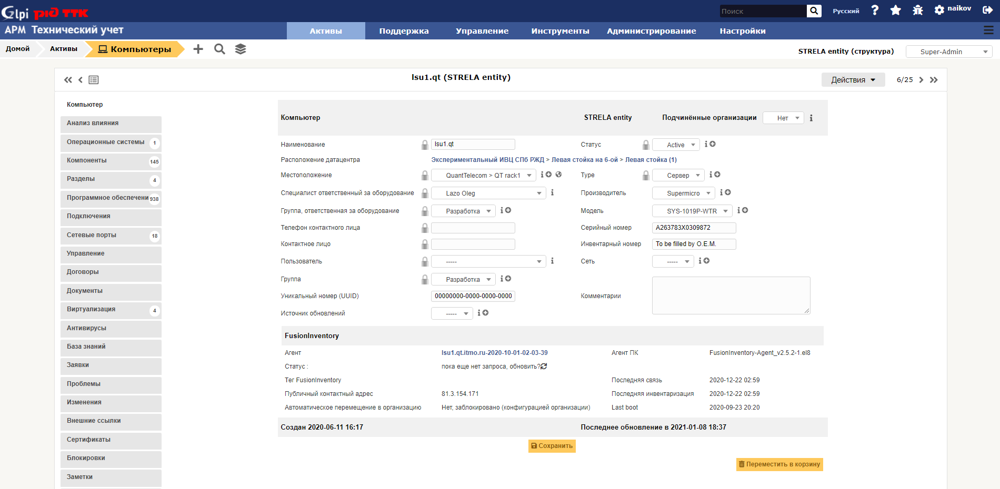 Glpi РЖД ТТК
Поиск Русский ? naikov
АРМ Технический учет
Активы Поддержка Управление Инструменты Администрирование Настройки
Домой Активы Компьютеры
STRELA entity (структура) Super-Admin
lsu1.qt (STRELA entity)
Действия 6/25
Компьютер
Анализ влияния
Операционные системы 1
Компоненты 145
Разделы 4
Программное обеспечени 938
Подключения
Сетевые порты 18
Управление
Договоры
Документы
Виртуализация 4
Антивирусы
База знаний
Заявки
Проблемы
Изменения
Внешние ссылки
Сертификаты
Блокировки
Заметки
Компьютер STRELA entity Подчинённые организации Нет
Наименование lsu1.qt Статус Active
Расположение датацентра Экспериментальный ИВЦ СПб РЖД > Левая стойка на 6-ой > Левая стойка (1)
Местоположение QuantTelecom > QT rack1 Type Сервер
Специалист ответственный за оборудование Lazo Oleg Производитель Supermicro
Группа, ответственная за оборудование Разработка Модель SYS-1019P-WTR
Телефон контактного лица Серийный номер A263783X0309872
Контактное лицо Инвентарный номер To be filled by O.E.M.
Пользователь ----- Сеть -----
Группа Разработка
Уникальный номер (UUID) 00000000-0000-0000-0000 Комментарии
Источник обновлений -----
FusionInventory
Агент lsu1.qt.itmo.ru-2020-10-01-02-03-39 Агент ПК FusionInventory-Agent_v2.5.2-1.el8
Статус : пока еще нет запроса, обновить?
Тег FusionInventory Последняя связь 2020-12-22 02:59
Публичный контактный адрес 81.3.154.171 Последняя инвентаризация 2020-12-22 02:59
Автоматическое перемещение в организацию Нет, заблокировано (конфигурацией организации) Last boot 2020-09-23 20:20
Создан 2020-06-11 16:17 Последнее обновление в 2021-01-08 18:37
Сохранить
Переместить в корзину